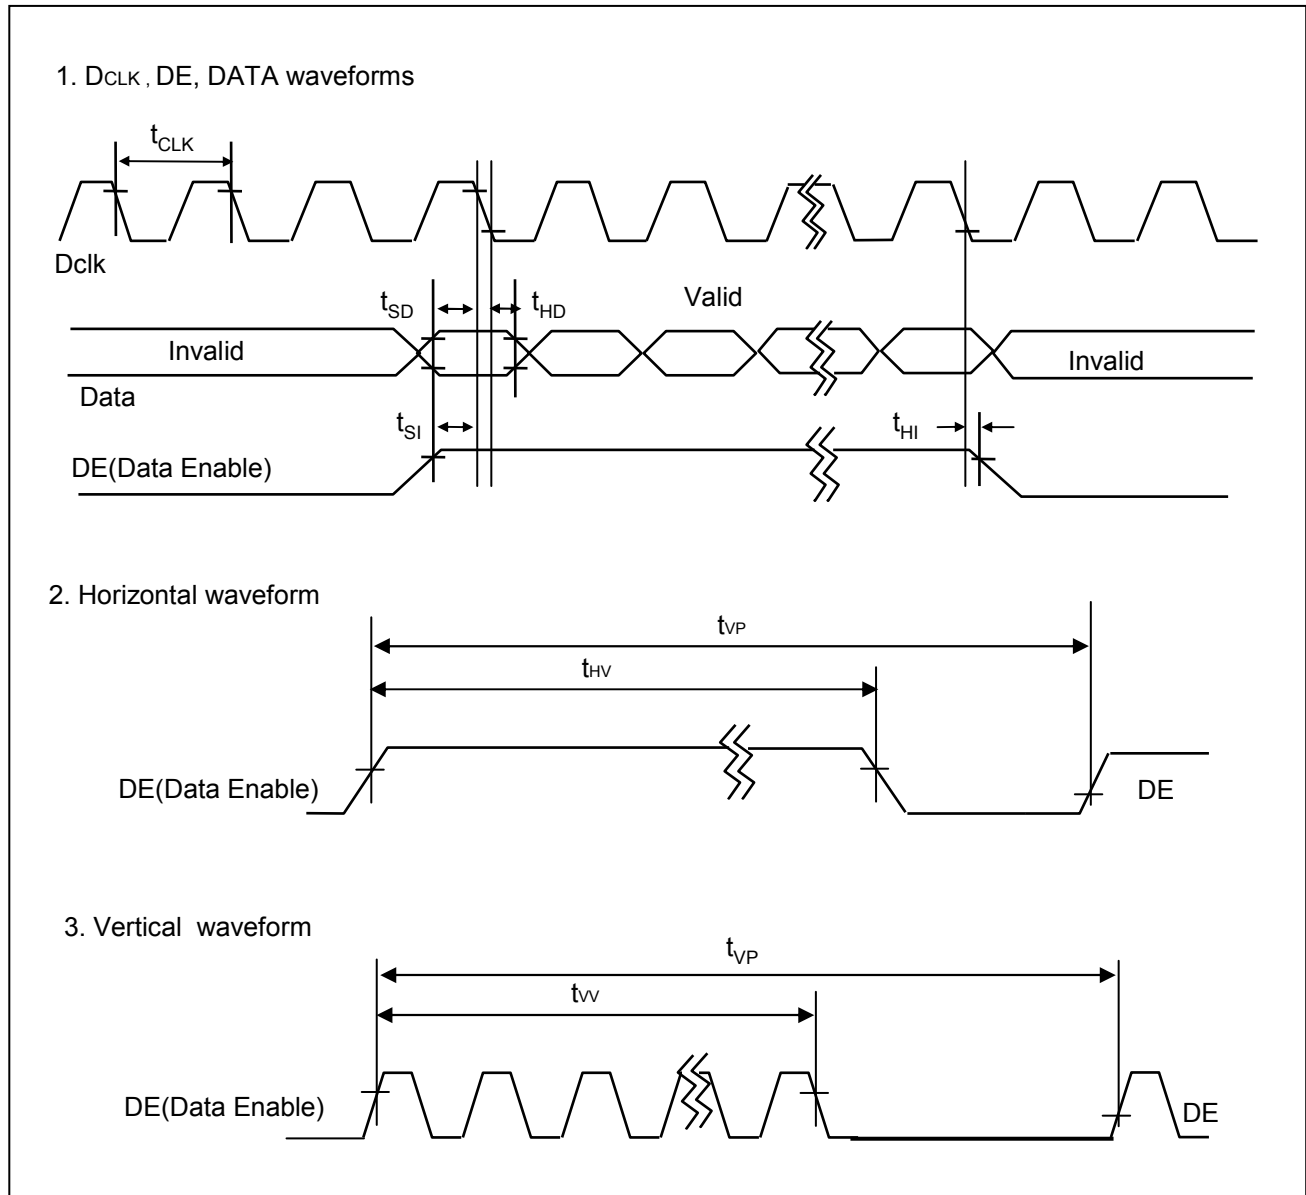 1. DCLK , DE, DATA waveforms
tCLK
Dclk
tSD
tHD
Valid
Invalid
Invalid
Data
tSI
tHI
DE(Data Enable)
2. Horizontal waveform
tVP
tHV
DE(Data Enable)
DE
3. Vertical waveform
tVP
tVV
DE(Data Enable)
DE